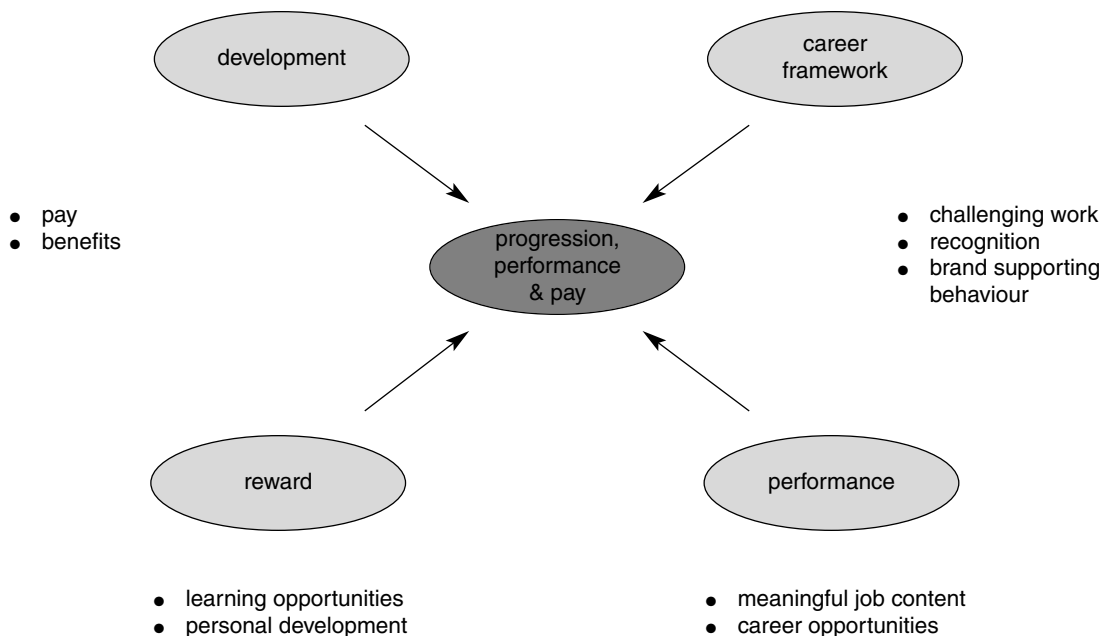 development
career
framework
pay
benefits
progression,
performance
& pay
challenging work
recognition
brand supporting
behaviour
reward
performance
learning opportunities
personal development
meaningful job content
career opportunities